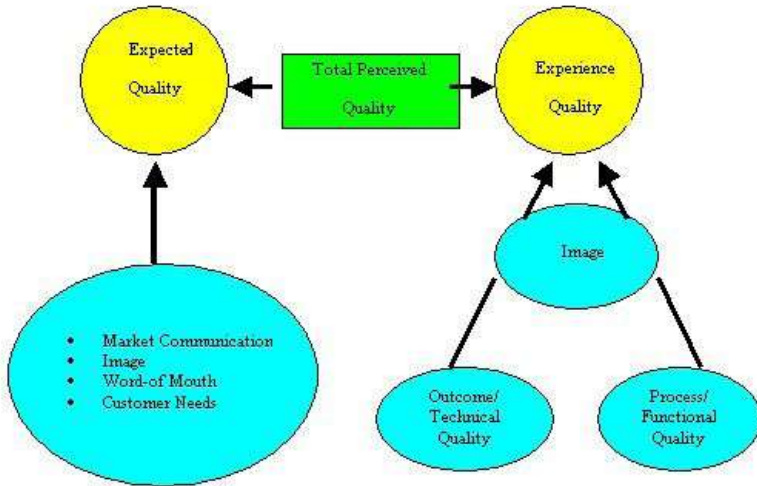 Expected
Quality
Total Perceived
Quality
Experience
Quality
Image
• Market Communication
• Image
• Word-of Mouth
• Customer Needs
Outcome/
Technical
Quality
Process/
Functional
Quality